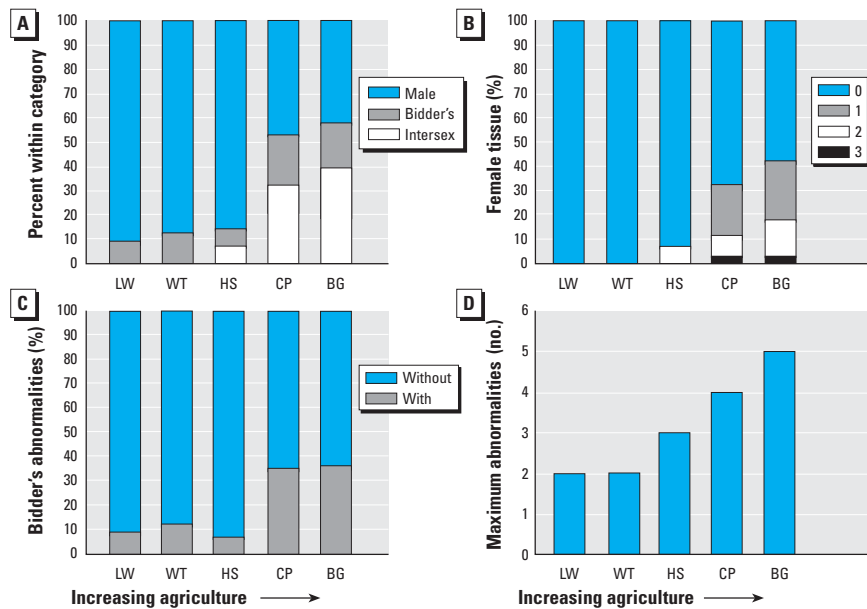 A
Percent within category
100
90
80
70
60
50
40
30
20
10
0
Male
Bidder's
Intersex
LW WT HS CP BG
B
Female tissue (%)
100
90
80
70
60
50
40
30
20
10
0
0
1
2
3
LW WT HS CP BG
C
Bidder's abnormalities (%)
100
90
80
70
60
50
40
30
20
10
0
Without
With
LW WT HS CP BG
Increasing agriculture
D
Maximum abnormalities (no.)
6
5
4
3
2
1
0
LW WT HS CP BG
Increasing agriculture